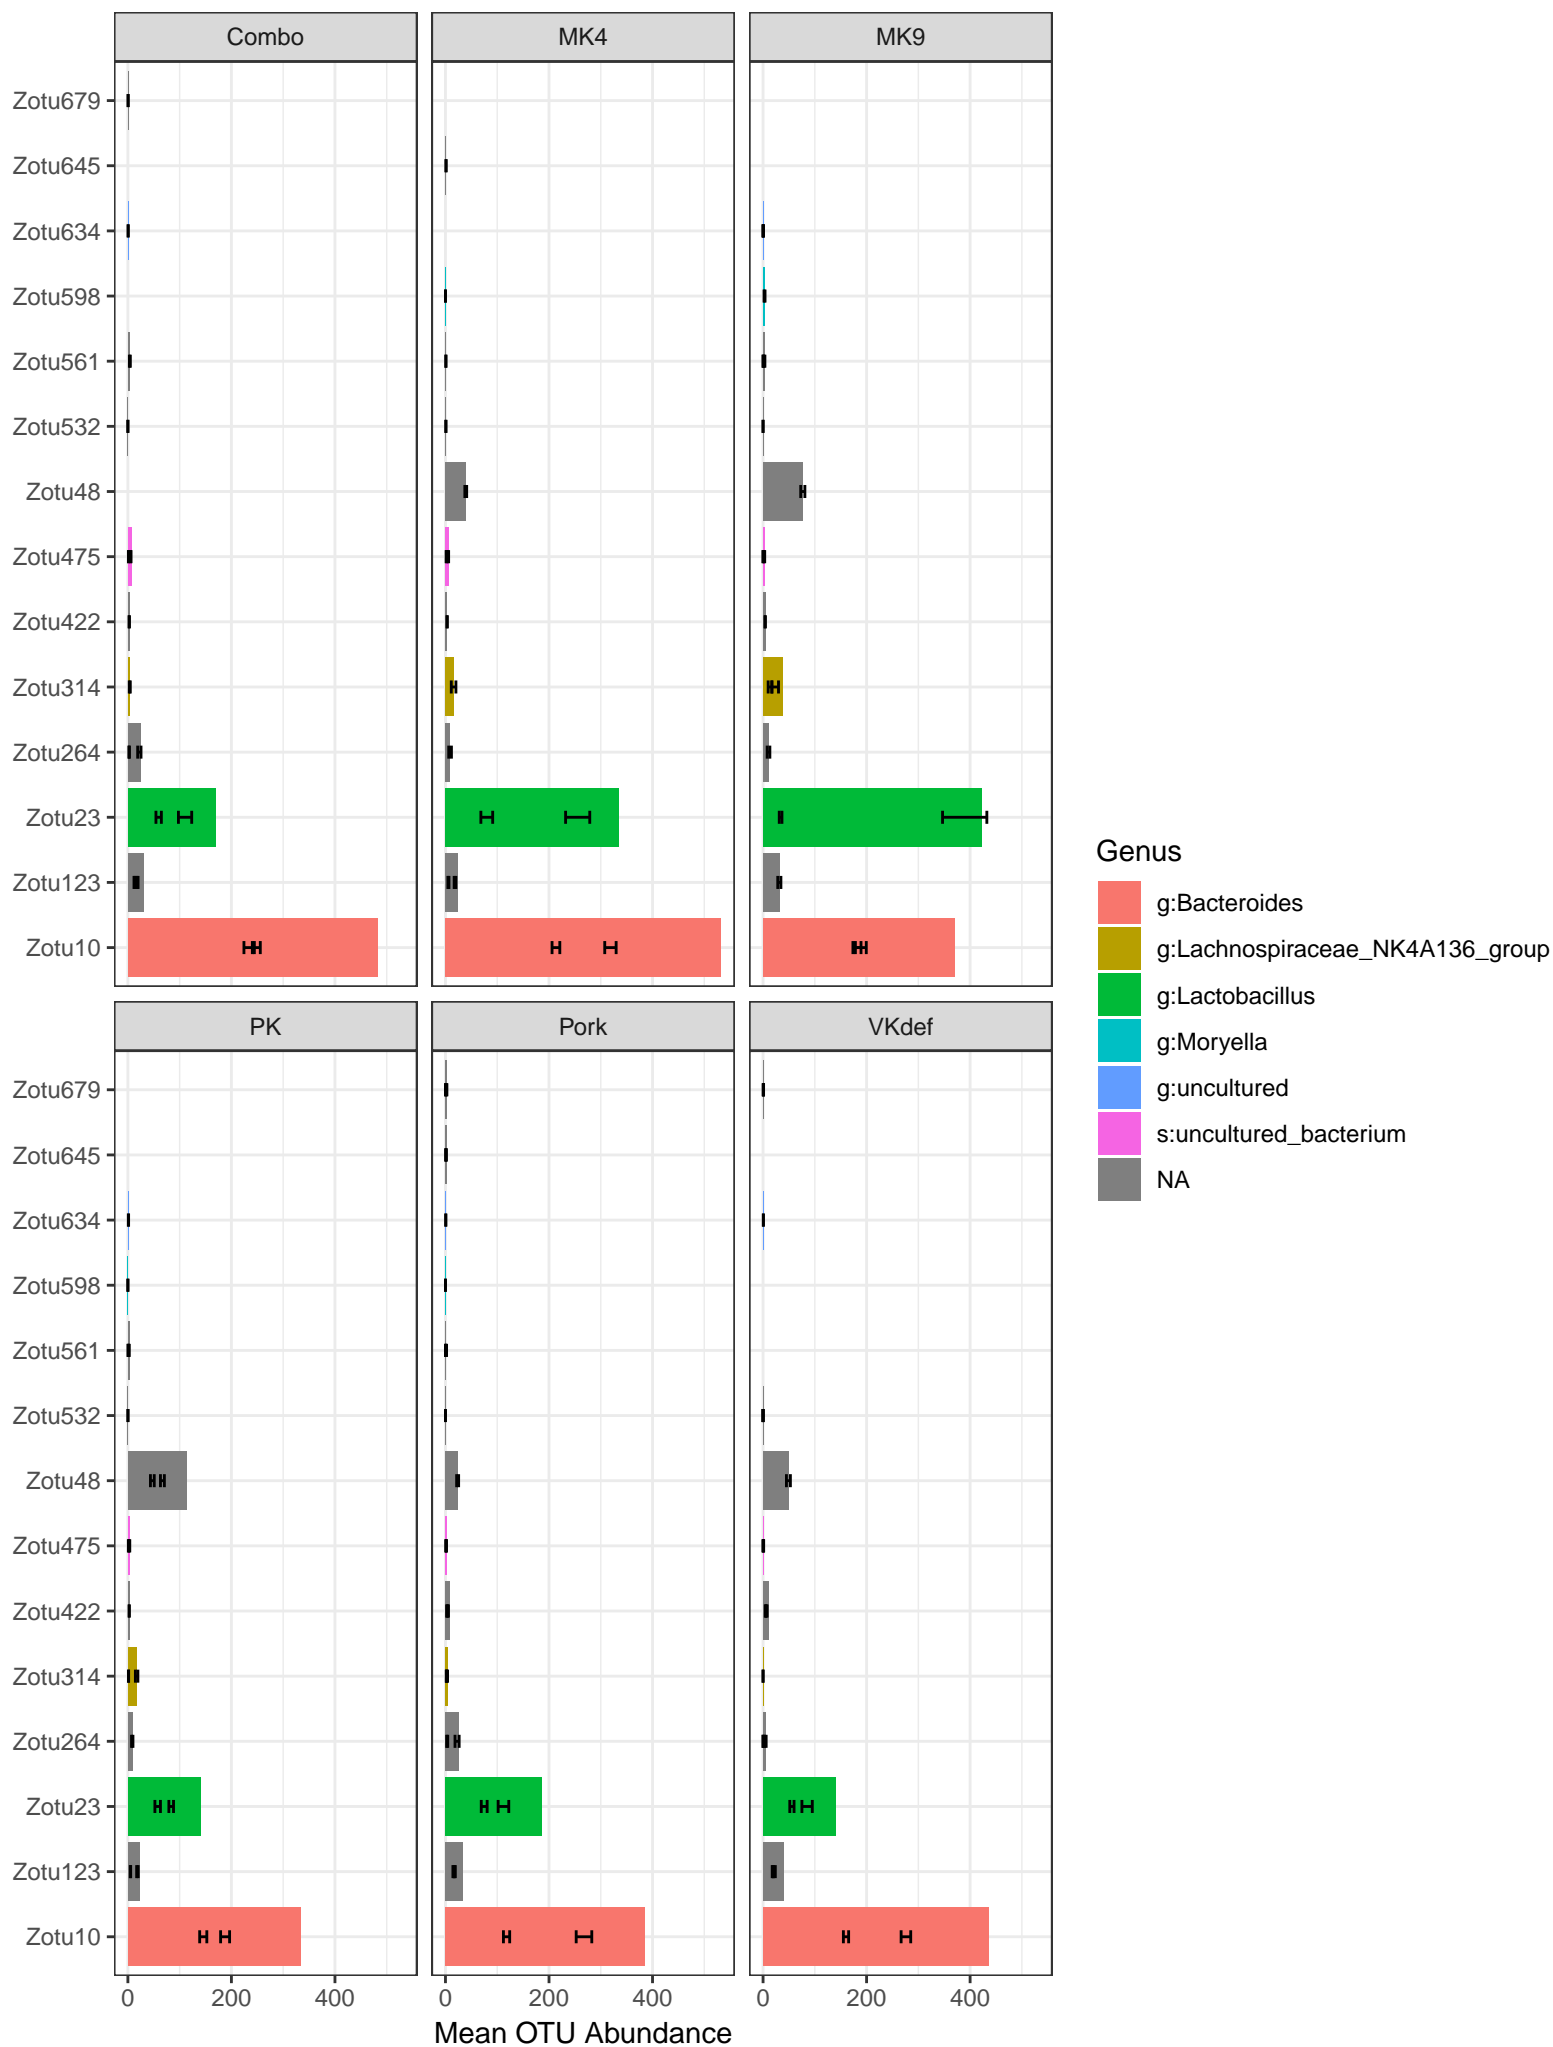 Combo MK4 MK9
Zotu679
Zotu645
Zotu634
Zotu598
Zotu561
Zotu532
Zotu48
Zotu475
Zotu422
Zotu314
Zotu264
Zotu23
Zotu123
Zotu10
PK Pork VKdef
Zotu679
Zotu645
Zotu634
Zotu598
Zotu561
Zotu532
Zotu48
Zotu475
Zotu422
Zotu314
Zotu264
Zotu23
Zotu123
Zotu10
0 200 400 0 200 400 0 200 400
Mean OTU Abundance
Genus
g:Bacteroides
g:Lachnospiraceae_NK4A136_group
g:Lactobacillus
g:Moryella
g:uncultured
s:uncultured_bacterium
NA